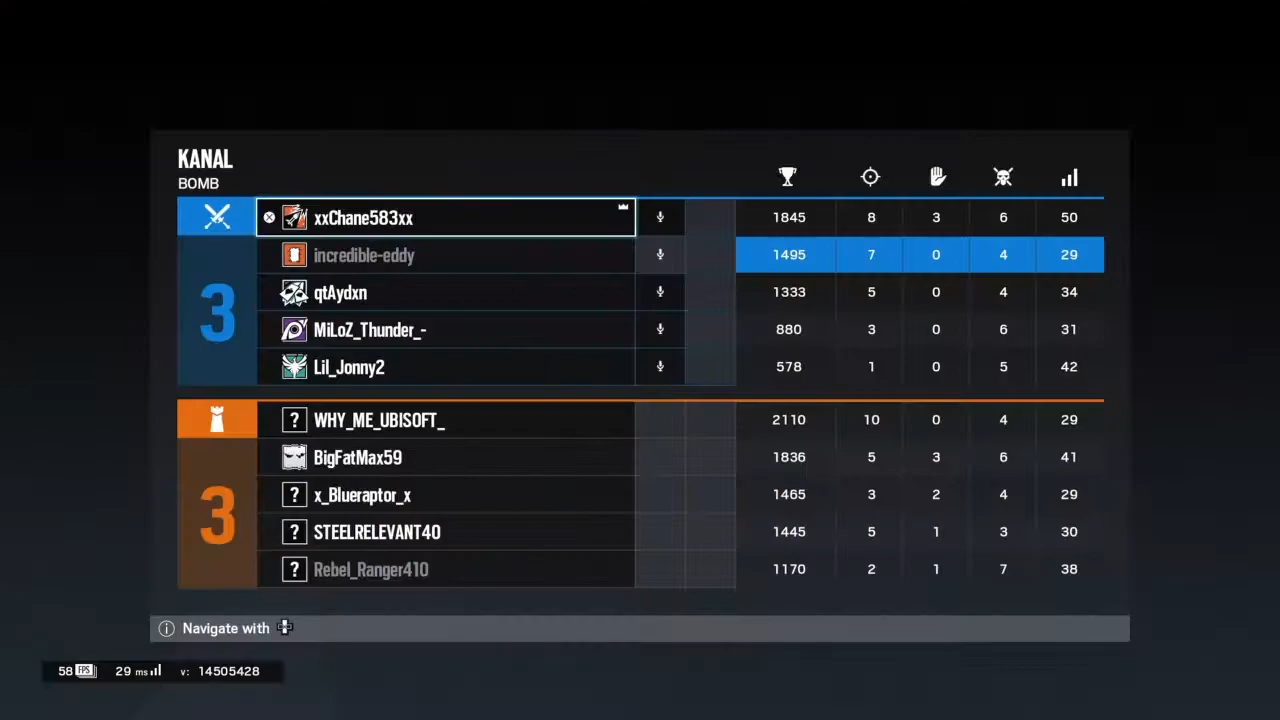 KANAL
BOMB
xxChane583xx 1845 8 3 6 50
incredible-eddy 1495 7 0 4 29
3
qtAydxn 1333 5 0 4 34
MiLoZ_Thunder_- 880 3 0 6 31
Lil_Jonny2 578 1 0 5 42
? WHY_ME_UBISOFT_ 2110 10 0 4 29
BigFatMax59 1836 5 3 6 41
3
? x_Blueraptor_x 1465 3 2 4 29
? STEELRELEVANT40 1445 5 1 3 30
? Rebel_Ranger410 1170 2 1 7 38
Navigate with
58 FPS 29 ms v: 14505428